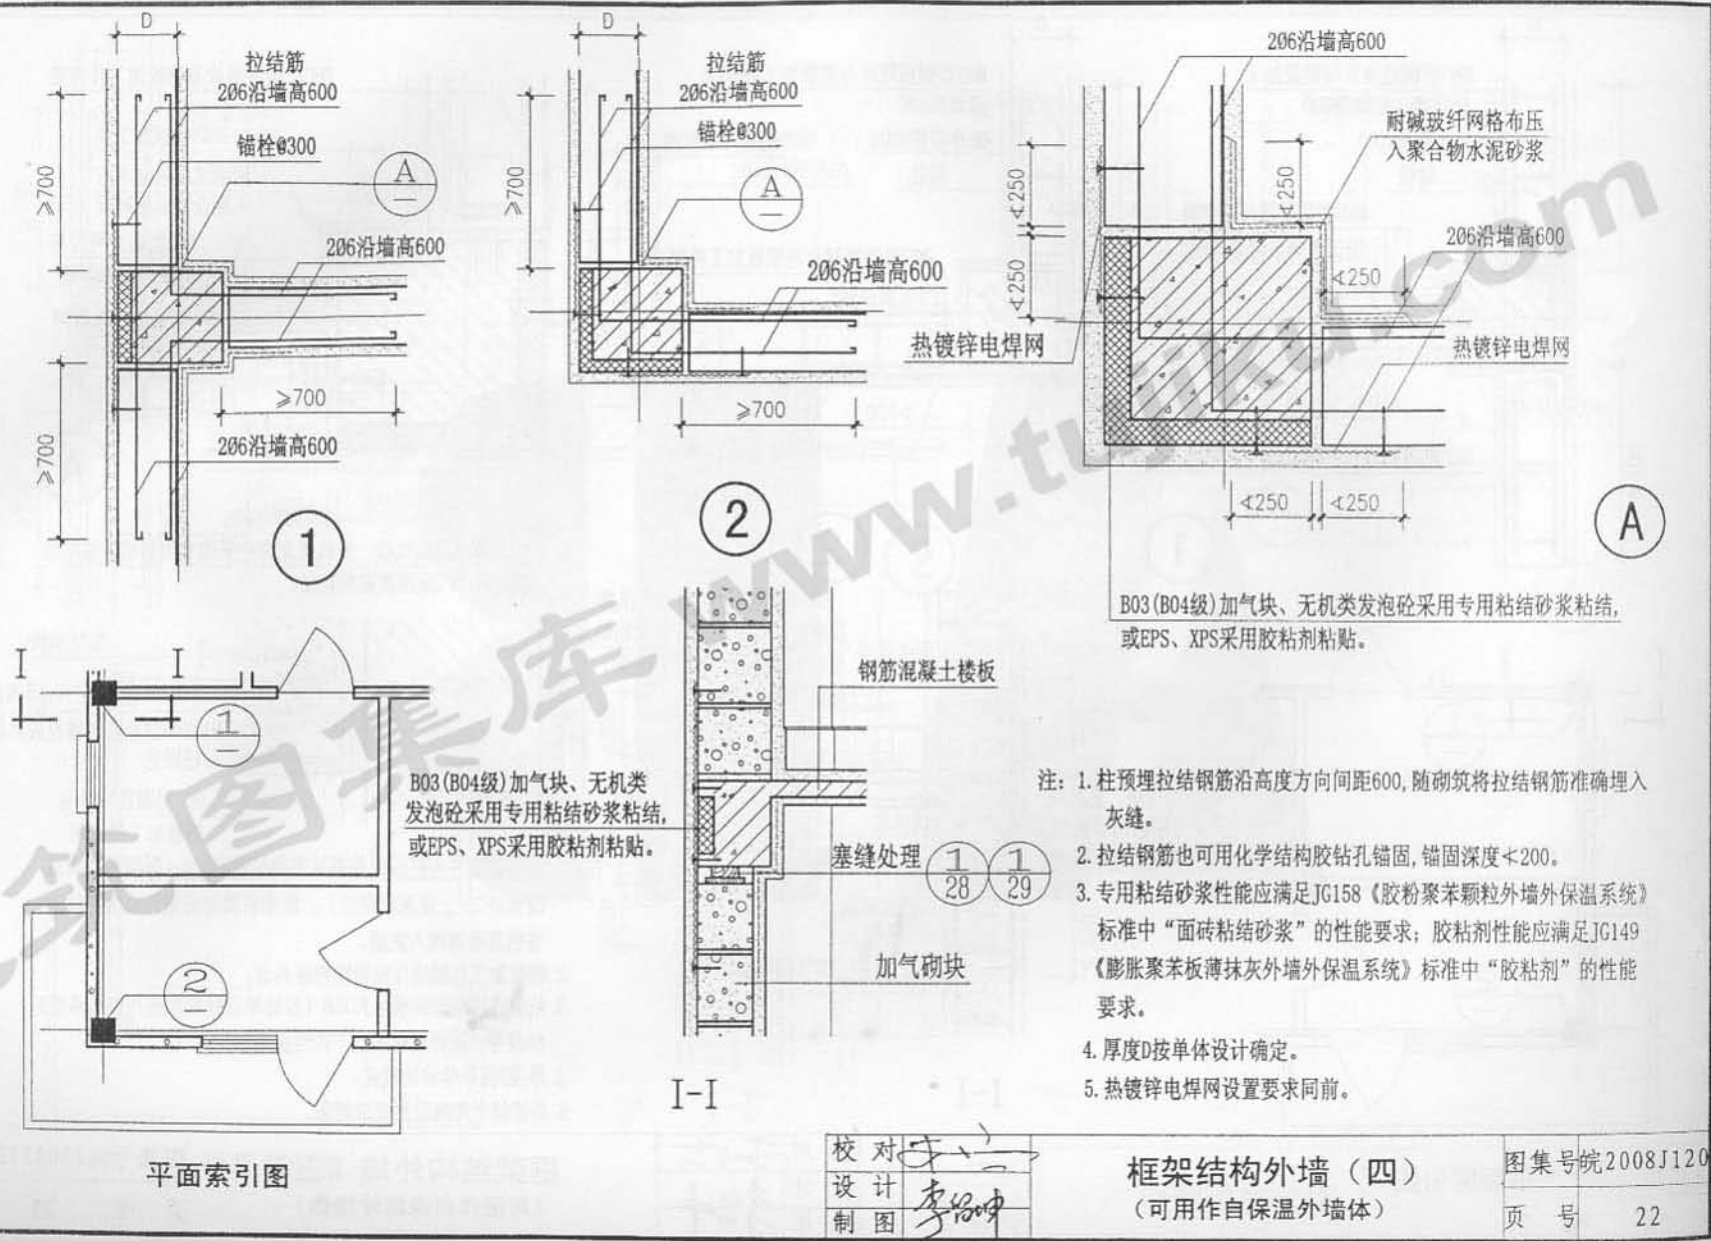 D
拉结筋
2Ø6沿墙高600
锚栓@300
A
≥700
2Ø6沿墙高600
≥700
≥700
2Ø6沿墙高600
1
D
拉结筋
2Ø6沿墙高600
锚栓@300
A
≥700
2Ø6沿墙高600
≥700
2
2Ø6沿墙高600
耐碱玻纤网格布压
入聚合物水泥砂浆
≮250
≮250
≮250
2Ø6沿墙高600
≮250
热镀锌电焊网
热镀锌电焊网
≮250
≮250
A
B03(B04级)加气块、无机类发泡砼采用专用粘结砂浆粘结,
或EPS、XPS采用胶粘剂粘贴。
I I
1
2
平面索引图
钢筋混凝土楼板
B03(B04级)加气块、无机类
发泡砼采用专用粘结砂浆粘结,
或EPS、XPS采用胶粘剂粘贴。
塞缝处理 1/28 1/29
加气砌块
I-I
注: 1.柱预埋拉结钢筋沿高度方向间距600,随砌筑将拉结钢筋准确埋入
灰缝。
2.拉结钢筋也可用化学结构胶钻孔锚固,锚固深度≮200。
3.专用粘结砂浆性能应满足JG158《胶粉聚苯颗粒外墙外保温系统》
标准中“面砖粘结砂浆”的性能要求; 胶粘剂性能应满足JG149
《膨胀聚苯板薄抹灰外墙外保温系统》标准中“胶粘剂”的性能
要求。
4.厚度D按单体设计确定。
5.热镀锌电焊网设置要求同前。
校 对
设 计
制 图
框架结构外墙（四）
（可用作自保温外墙体）
图集号 皖2008J120
页 号 22
筑图集库 www.tujiku.com